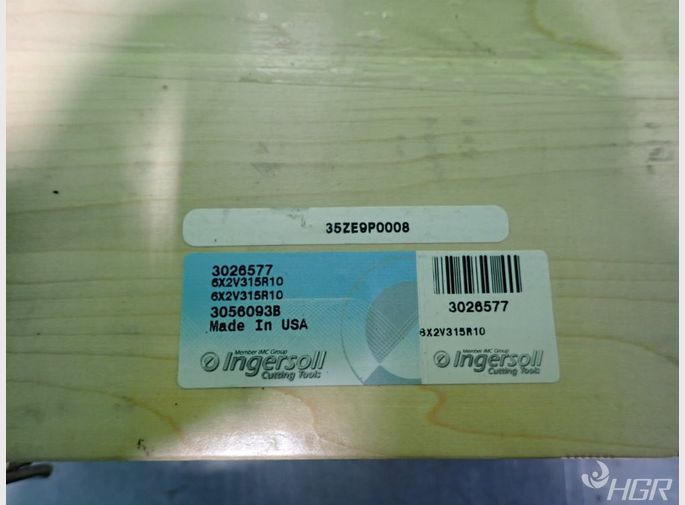 35ZE9P0008
3026577
6X2V315R10
6X2V315R10
3056093B
Made In USA
Member IMC Group
Ingersoll
Cutting Tools
3026577
6X2V315R10
Member IMC Group
Ingersoll
Cutting Tools
HGR